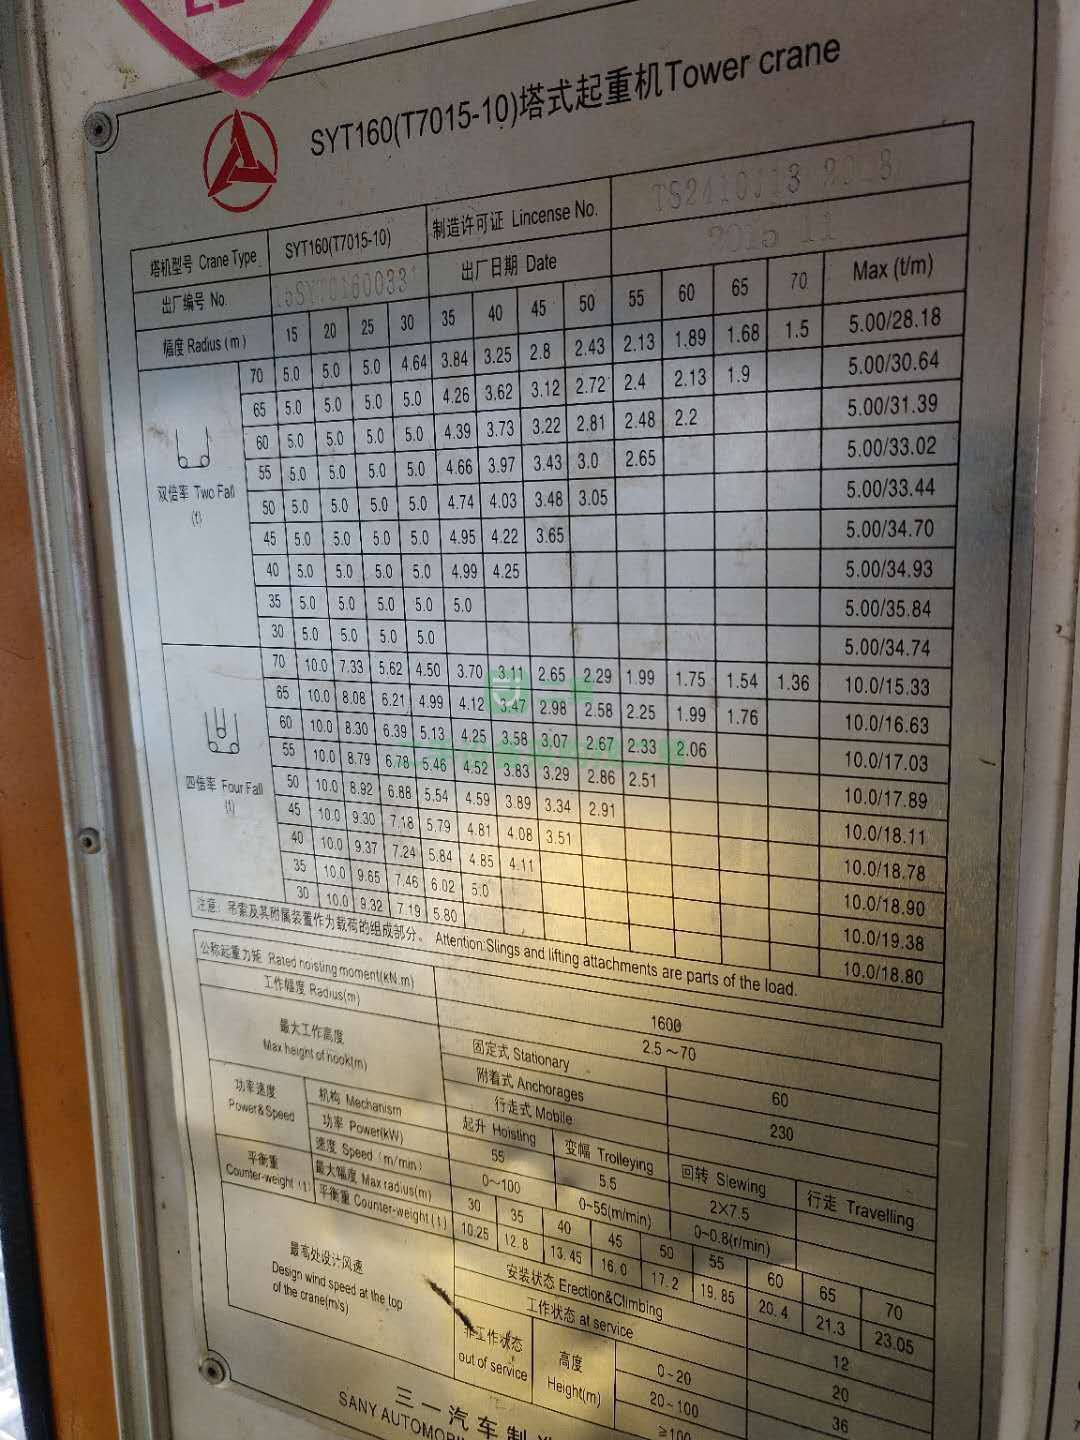 SYT160(T7015-10)塔式起重机Tower crane
塔机型号 Crane Type SYT160(T7015-10) 制造许可证 Lincense No.
出厂编号 No. 出厂日期 Date 2015 11
幅度 Radius (m) 15 20 25 30 35 40 45 50 55 60 65 70 Max (t/m)
70 5.0 5.0 5.0 4.64 3.84 3.25 2.8 2.43 2.13 1.89 1.68 1.5 5.00/28.18
65 5.0 5.0 5.0 5.0 4.26 3.62 3.12 2.72 2.4 2.13 1.9 5.00/30.64
60 5.0 5.0 5.0 5.0 4.39 3.73 3.22 2.81 2.48 2.2 5.00/31.39
55 5.0 5.0 5.0 5.0 4.66 3.97 3.43 3.0 2.65 5.00/33.02
双倍率 Two Fall
(t)
50 5.0 5.0 5.0 5.0 4.74 4.03 3.48 3.05 5.00/33.44
45 5.0 5.0 5.0 5.0 4.95 4.22 3.65 5.00/34.70
40 5.0 5.0 5.0 5.0 4.99 4.25 5.00/34.93
35 5.0 5.0 5.0 5.0 5.0 5.00/35.84
30 5.0 5.0 5.0 5.0 5.00/34.74
70 10.0 7.33 5.62 4.50 3.70 3.11 2.65 2.29 1.99 1.75 1.54 1.36 10.0/15.33
65 10.0 8.08 6.21 4.99 4.12 3.47 2.98 2.58 2.25 1.99 1.76 10.0/16.63
60 10.0 8.30 6.39 5.13 4.25 3.58 3.07 2.67 2.33 2.06 10.0/17.03
55 10.0 8.79 6.78 5.46 4.52 3.83 3.29 2.86 2.51 10.0/17.89
四倍率 Four Fall
(t)
50 10.0 8.92 6.88 5.54 4.59 3.89 3.34 2.91 10.0/18.11
45 10.0 9.30 7.18 5.79 4.81 4.08 3.51 10.0/18.78
40 10.0 9.37 7.24 5.84 4.85 4.11 10.0/18.90
35 10.0 9.65 7.46 6.02 5.0 10.0/19.38
30 10.0 9.32 7.19 5.80 10.0/18.80
注意：吊索及其附属装置作为载荷的组成部分。 Attention:Slings and lifting attachments are parts of the load.
公称起重力矩 Rated hoisting moment(kN.m) 1600
工作幅度 Radius(m) 2.5～70
最大工作高度
Max height of hook(m)
固定式 Stationary 60
附着式 Anchorages 230
行走式 Mobile
功率速度
Power&Speed
机构 Mechanism 起升 Hoisting 变幅 Trolleying 回转 Slewing 行走 Travelling
功率 Power(kW) 55 5.5 2×7.5
速度 Speed (m/min) 0～100 0~55(m/min) 0~0.8(r/min)
平衡重
Counter-weight (t)
最大幅度 Max radius(m) 30 35 40 45 50 55 60 65 70
平衡重 Counter-weight (t) 10.25 12.8 13.45 16.0 17.2 19.85 20.4 21.3 23.05
最高处设计风速
Design wind speed at the top
of the crane(m/s)
安装状态 Erection&Climbing 12
工作状态 at service 20
非工作状态
out of service
高度
Height(m)
0~20 36
20~100
≥100
三一汽车制
SANY AUTOMOBI